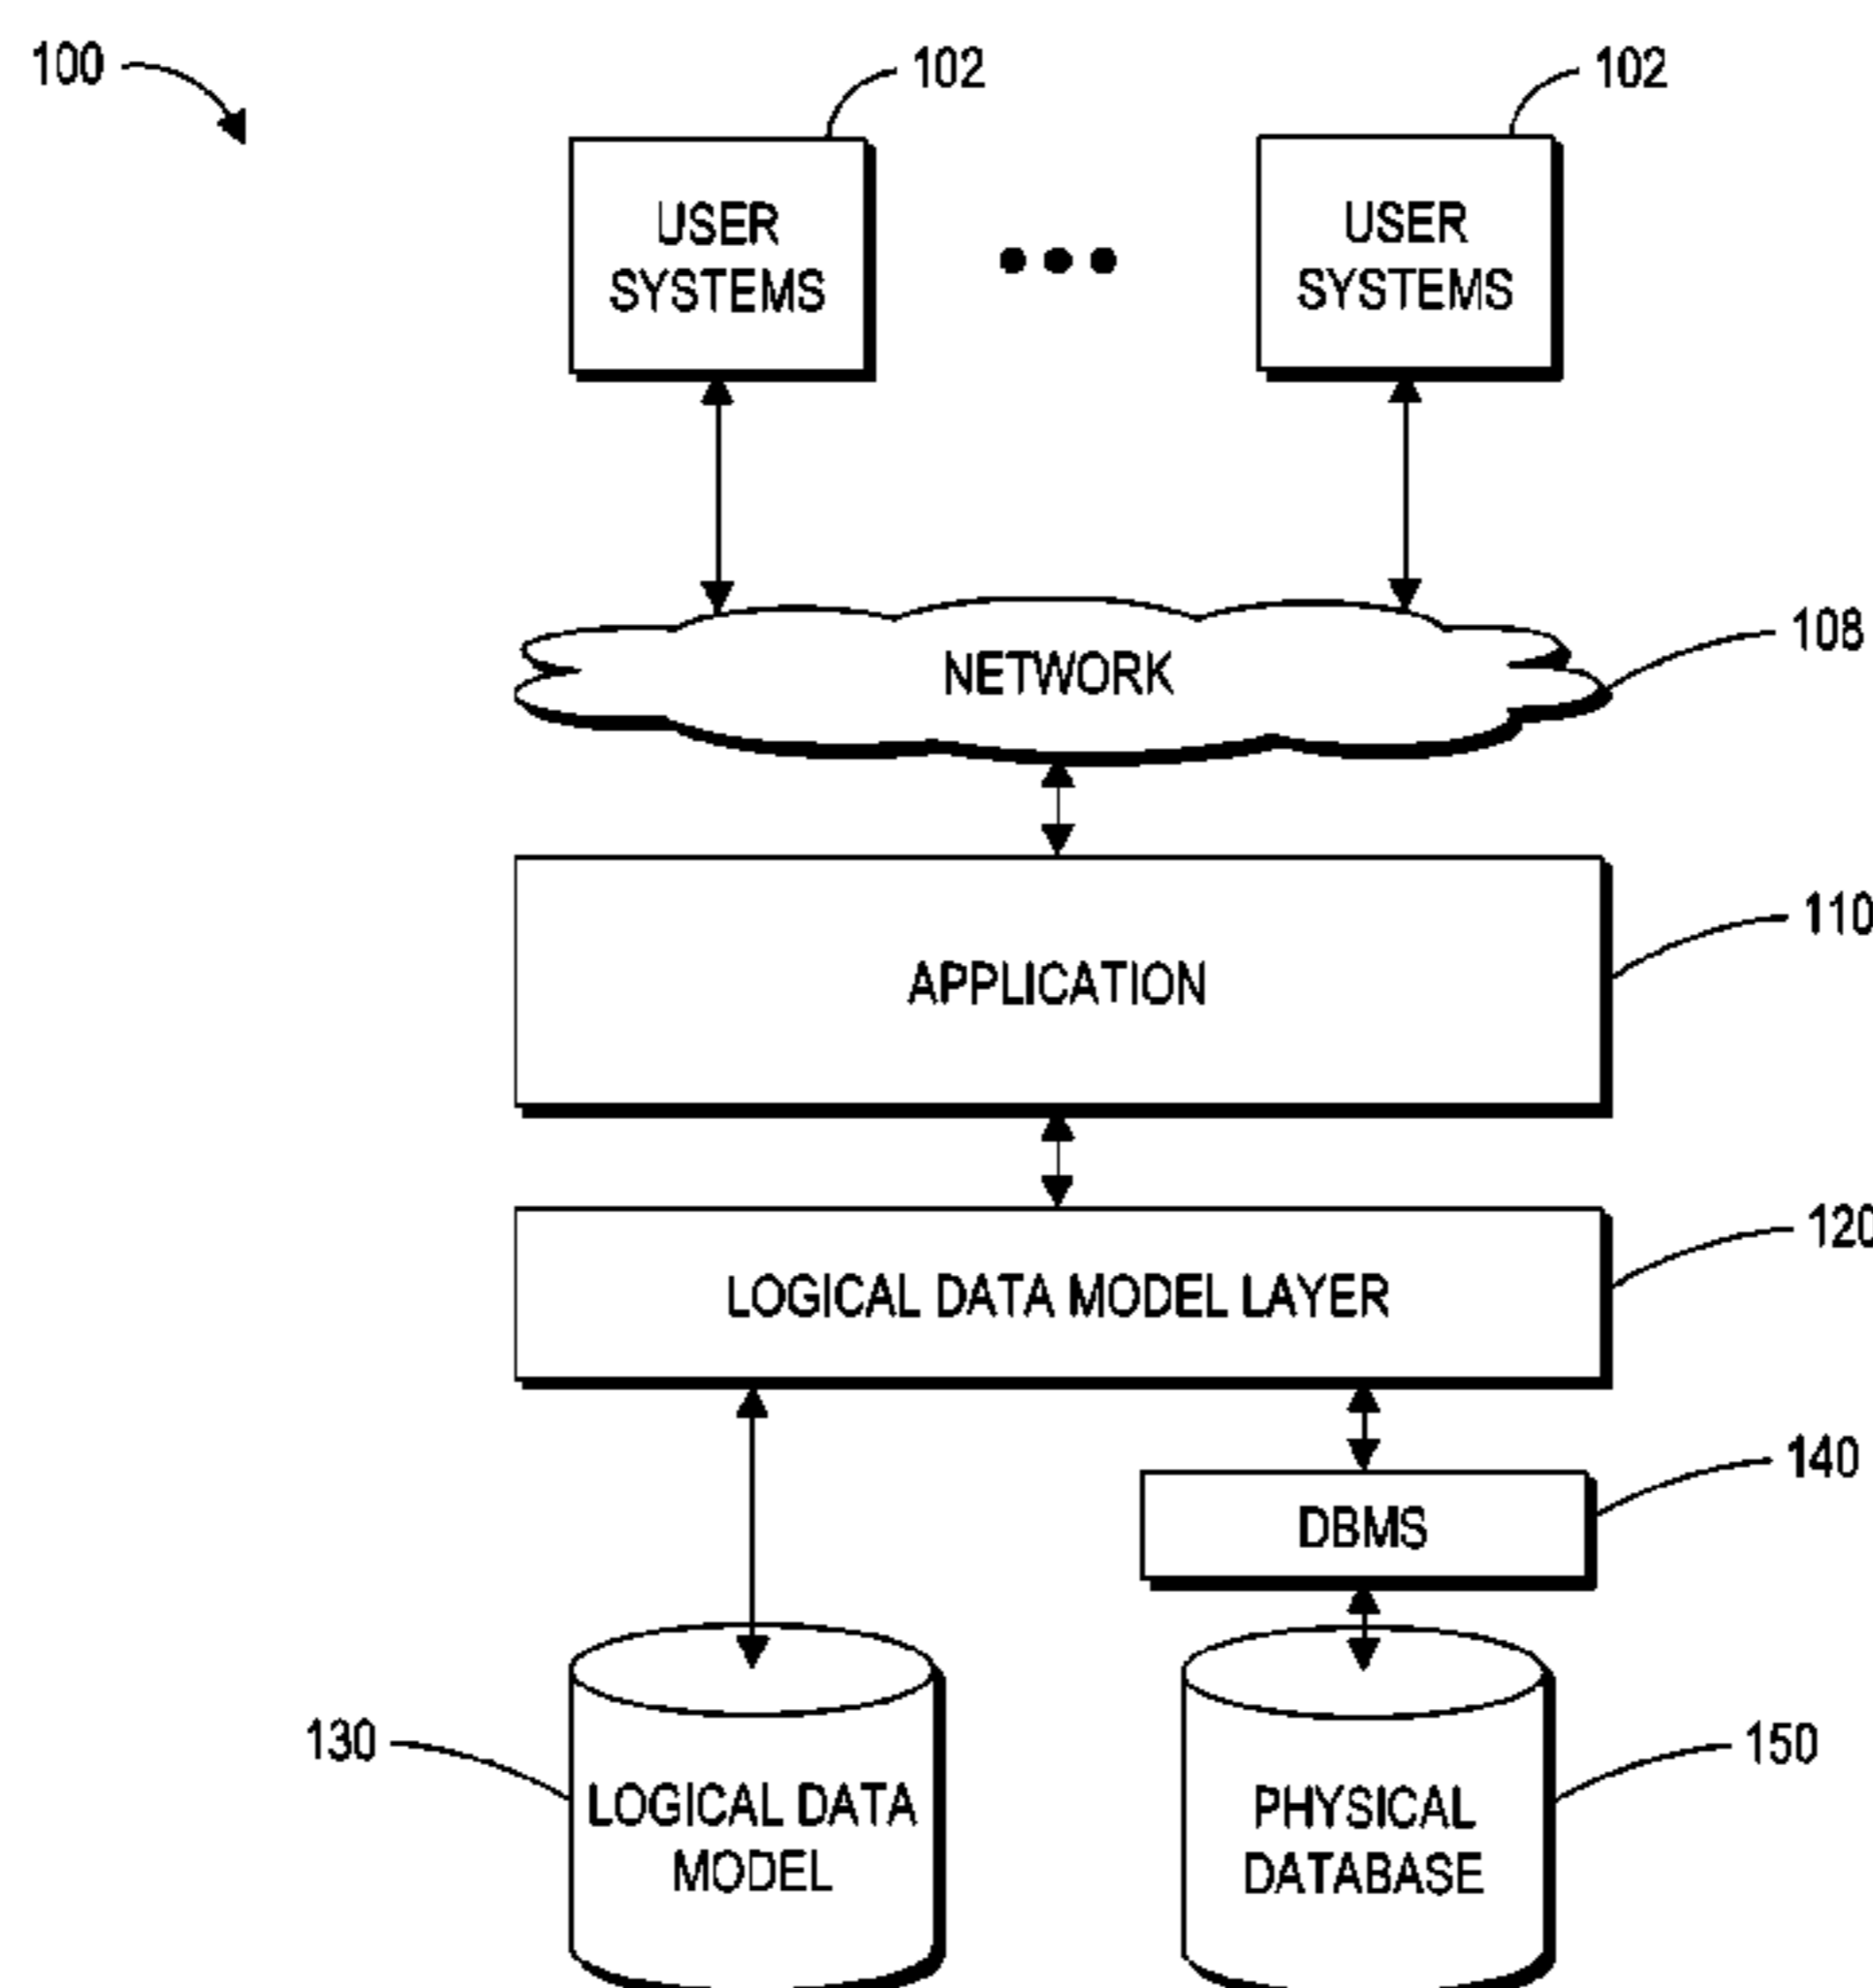 100
102
102
USER
SYSTEMS
USER
SYSTEMS
108
NETWORK
110
APPLICATION
120
LOGICAL DATA MODEL LAYER
140
DBMS
130
150
LOGICAL DATA
MODEL
PHYSICAL
DATABASE